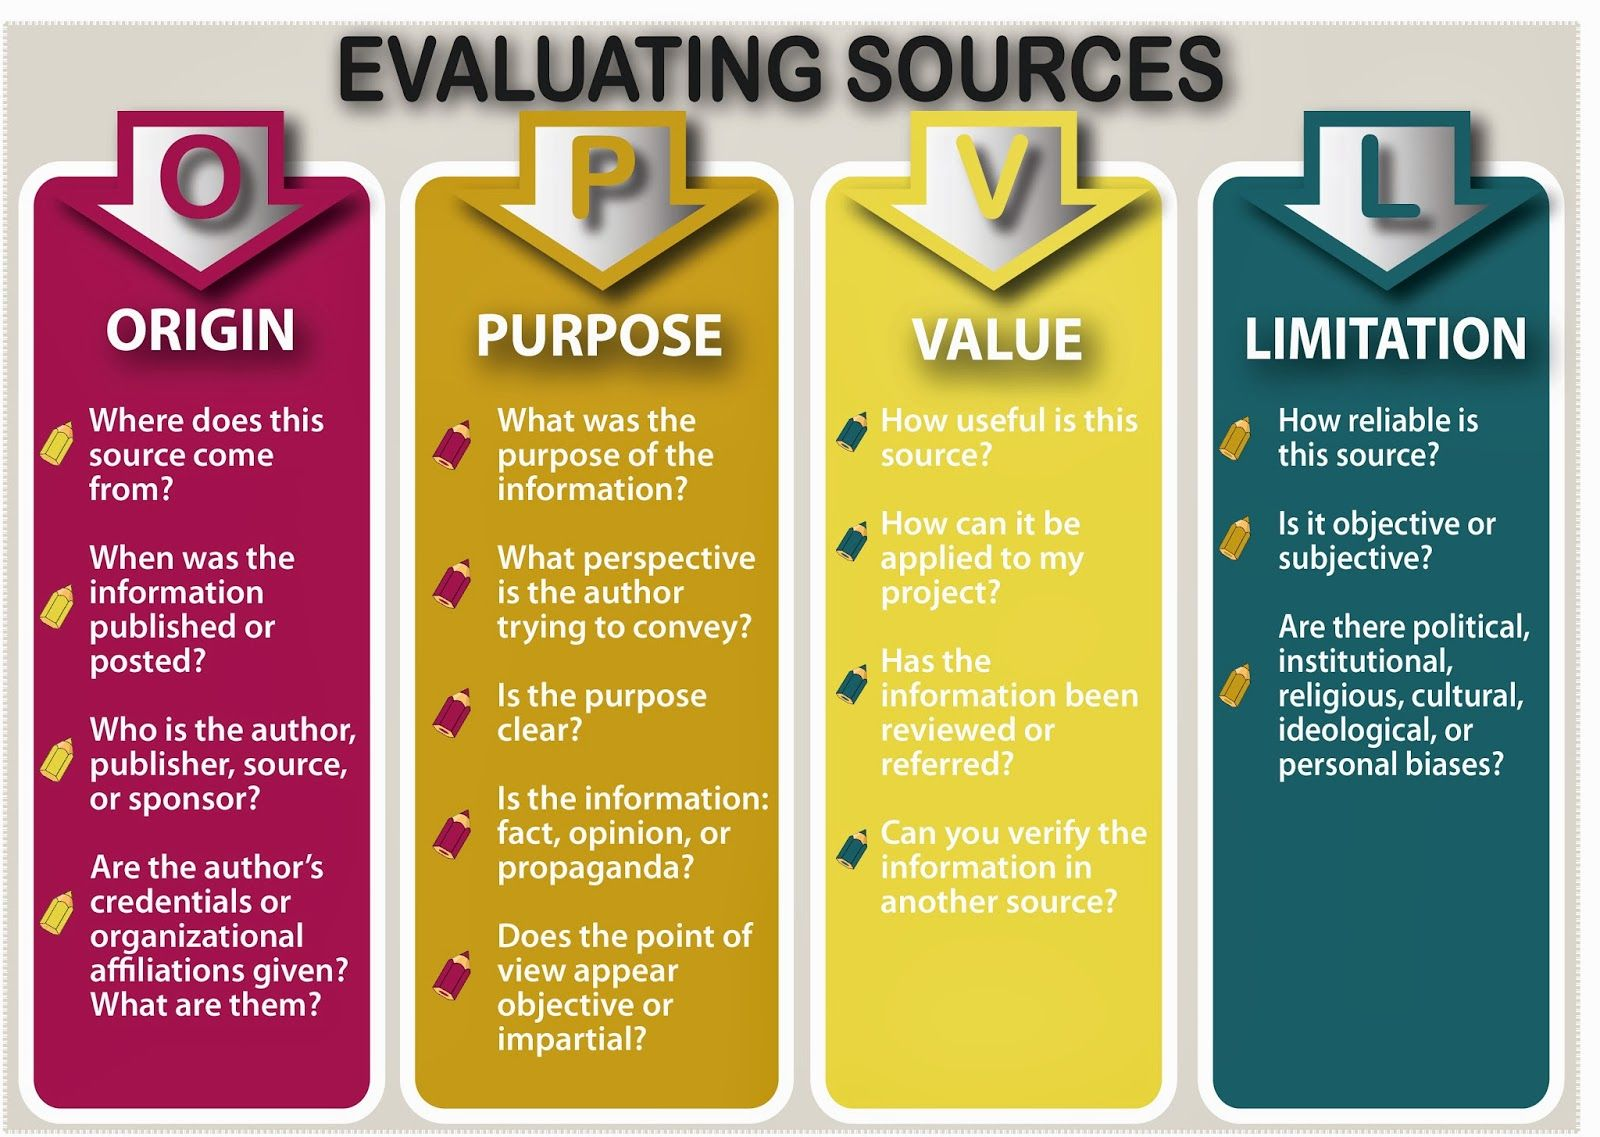 EVALUATING SOURCES
O
ORIGIN
Where does this
source come
from?
When was the
information
published or
posted?
Who is the author,
publisher, source,
or sponsor?
Are the author’s
credentials or
organizational
affiliations given?
What are them?
P
PURPOSE
What was the
purpose of the
information?
What perspective
is the author
trying to convey?
Is the purpose
clear?
Is the information:
fact, opinion, or
propaganda?
Does the point of
view appear
objective or
impartial?
V
VALUE
How useful is this
source?
How can it be
applied to my
project?
Has the
information been
reviewed or
referred?
Can you verify the
information in
another source?
L
LIMITATION
How reliable is
this source?
Is it objective or
subjective?
Are there political,
institutional,
religious, cultural,
ideological, or
personal biases?